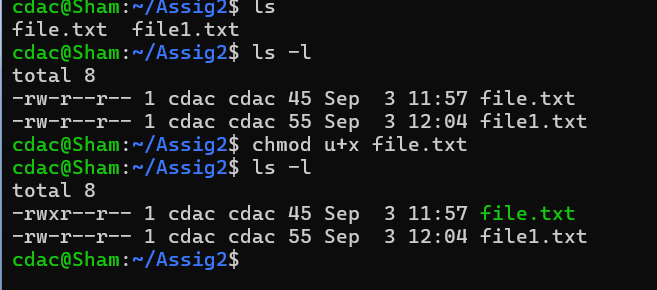 cdac@Sham:~/Assig2$ ls
file.txt  file1.txt
cdac@Sham:~/Assig2$ ls -l
total 8
-rw-r--r-- 1 cdac cdac 45 Sep  3 11:57 file.txt
-rw-r--r-- 1 cdac cdac 55 Sep  3 12:04 file1.txt
cdac@Sham:~/Assig2$ chmod u+x file.txt
cdac@Sham:~/Assig2$ ls -l
total 8
-rwxr--r-- 1 cdac cdac 45 Sep  3 11:57 file.txt
-rw-r--r-- 1 cdac cdac 55 Sep  3 12:04 file1.txt
cdac@Sham:~/Assig2$